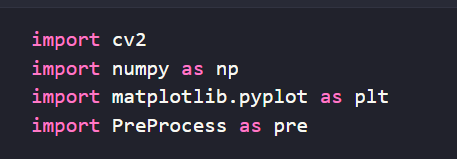 import cv2
import numpy as np
import matplotlib.pyplot as plt
import PreProcess as pre